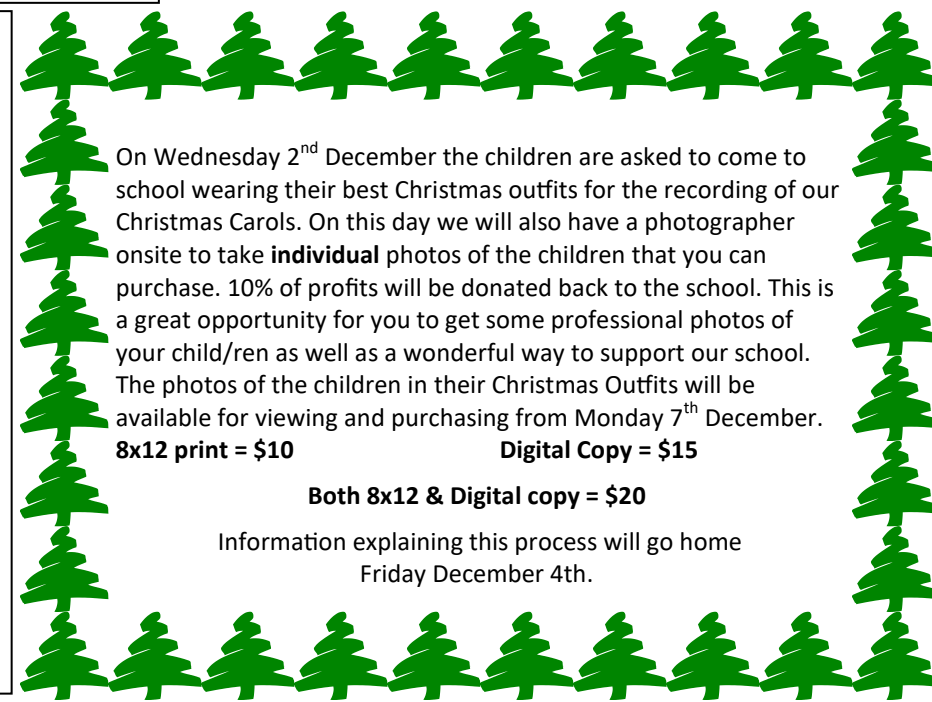 On Wednesday 2nd December the children are asked to come to
school wearing their best Christmas outfits for the recording of our
Christmas Carols. On this day we will also have a photographer
onsite to take individual photos of the children that you can
purchase. 10% of profits will be donated back to the school. This is
a great opportunity for you to get some professional photos of
your child/ren as well as a wonderful way to support our school.
The photos of the children in their Christmas Outfits will be
available for viewing and purchasing from Monday 7th December.
8x12 print = $10 Digital Copy = $15
Both 8x12 & Digital copy = $20
Information explaining this process will go home
Friday December 4th.